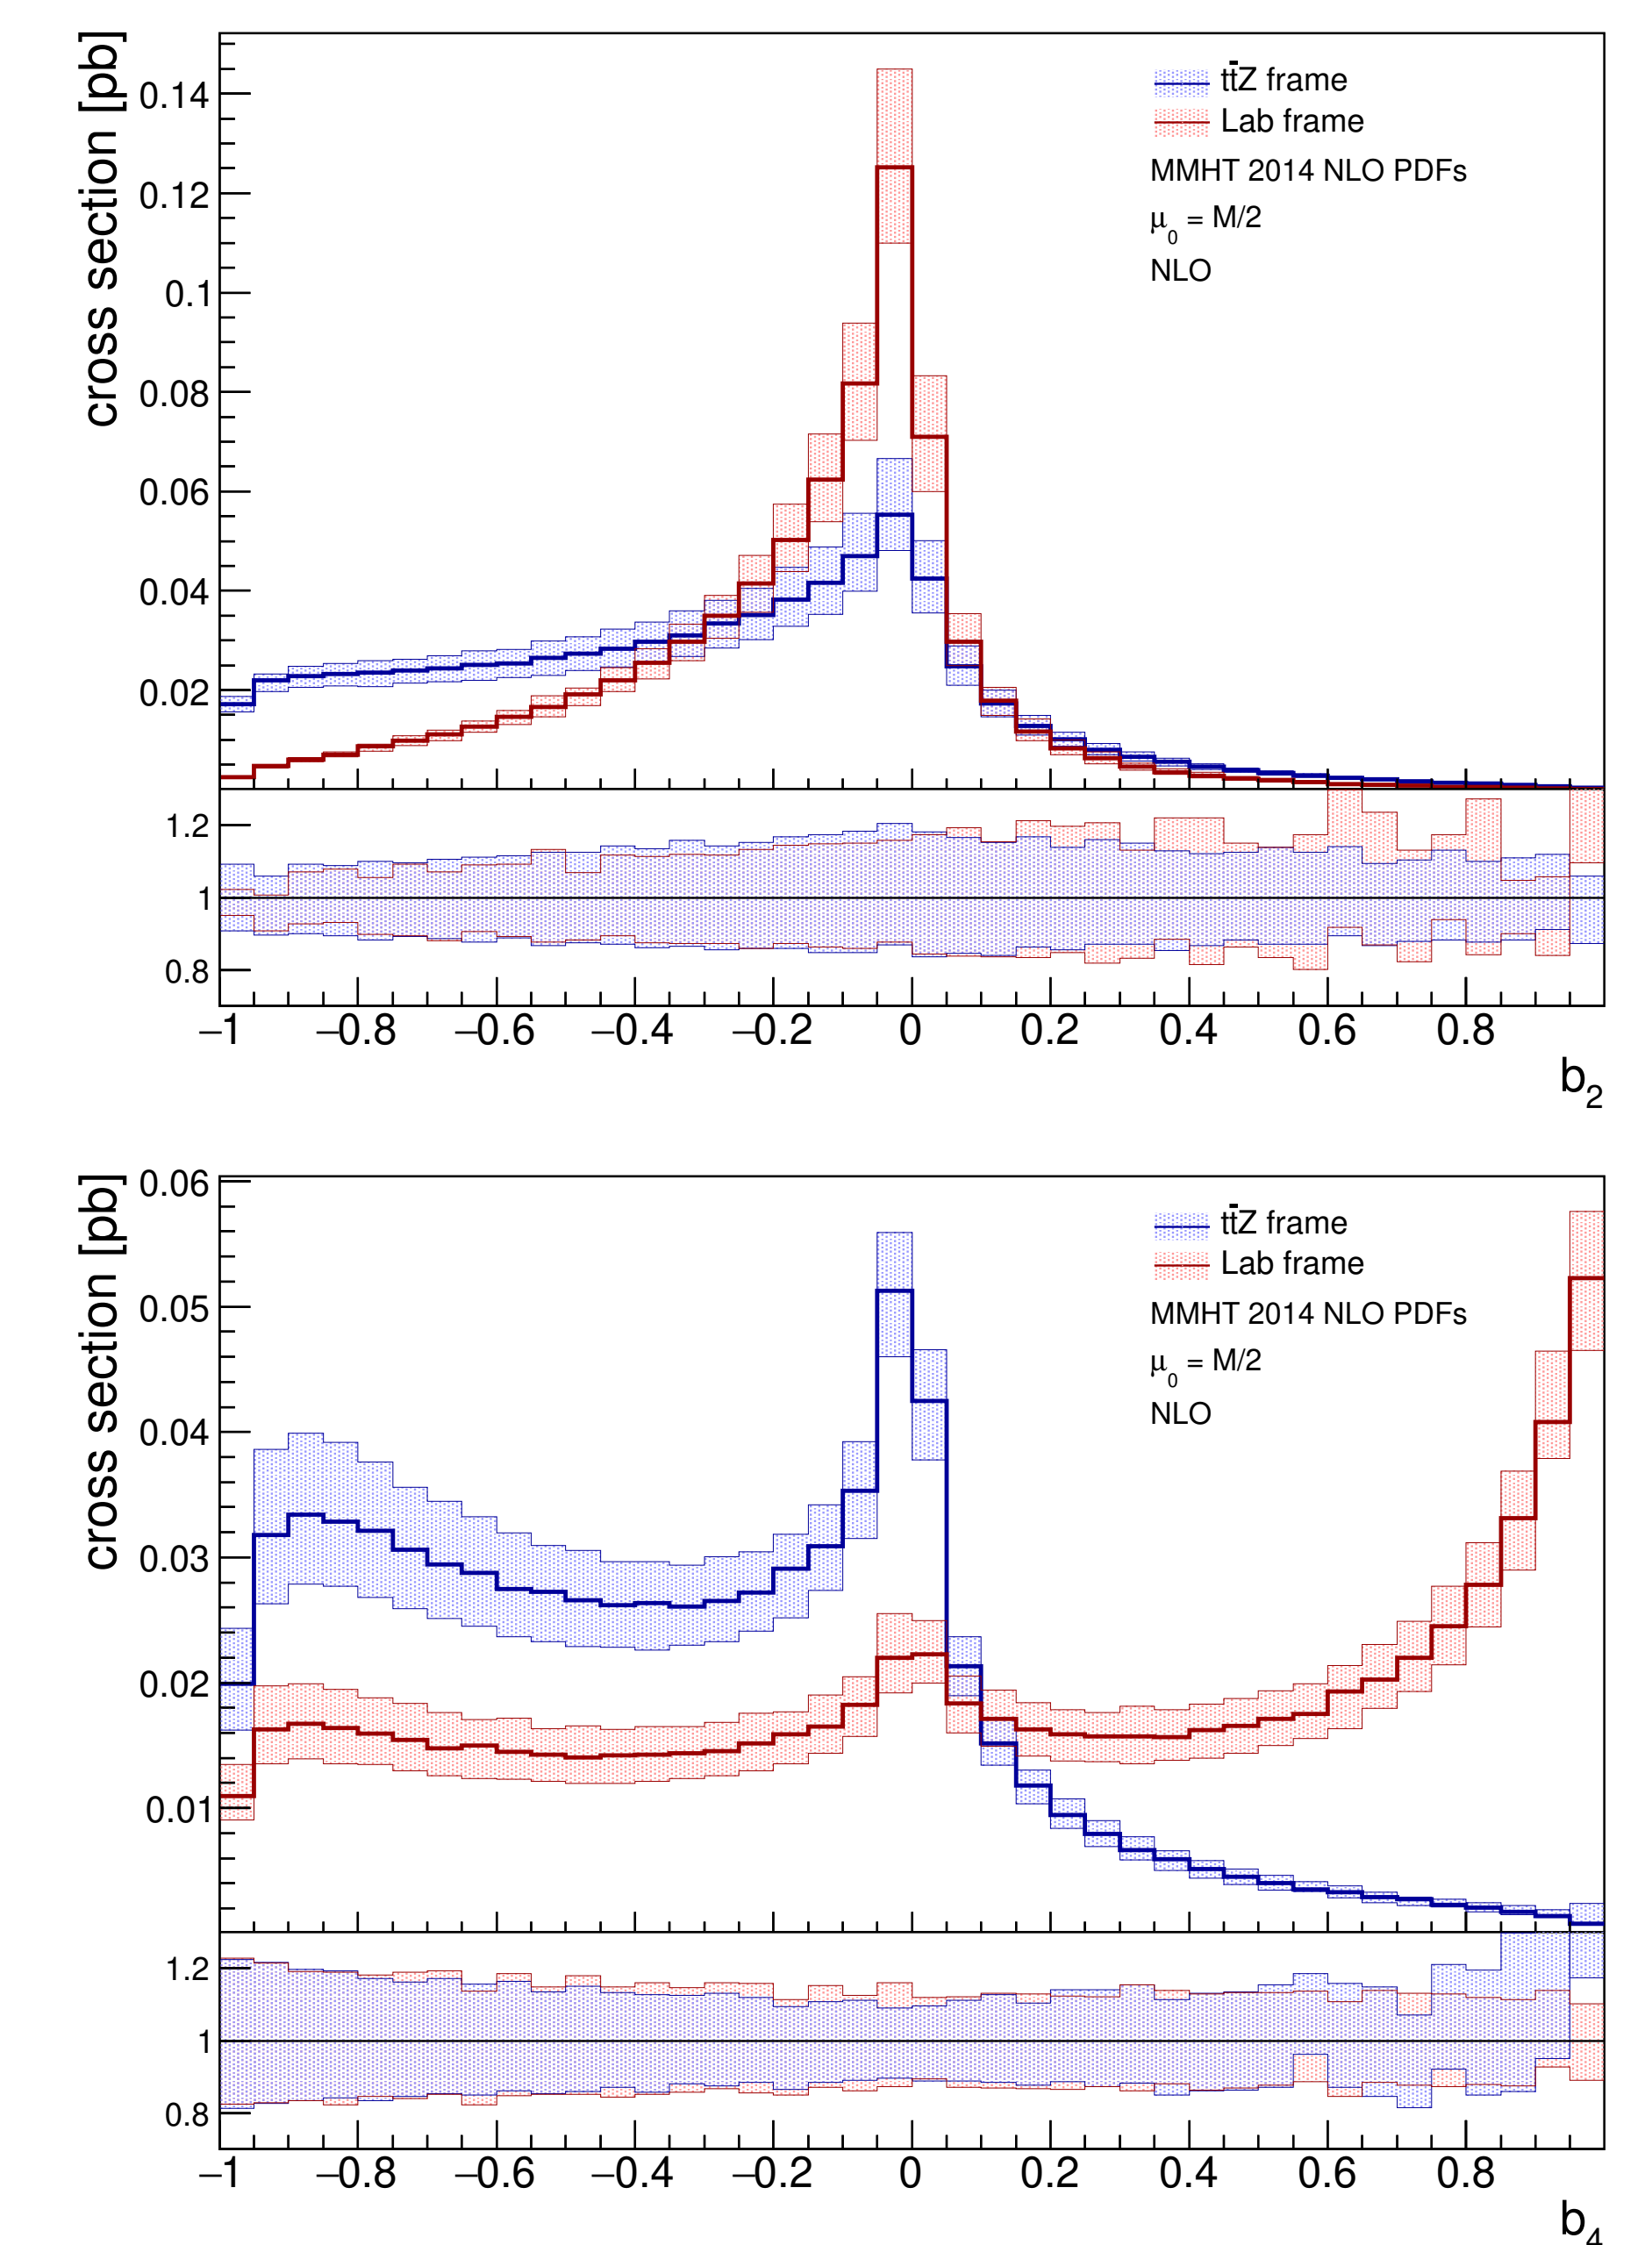 cross section [pb]
0.14
0.12
0.1
0.08
0.06
0.04
0.02
tt̄Z frame
Lab frame
MMHT 2014 NLO PDFs
μ0 = M/2
NLO
1.2
1
0.8
−1 −0.8 −0.6 −0.4 −0.2 0 0.2 0.4 0.6 0.8
b2
cross section [pb]
0.06
0.05
0.04
0.03
0.02
0.01
tt̄Z frame
Lab frame
MMHT 2014 NLO PDFs
μ0 = M/2
NLO
1.2
1
0.8
−1 −0.8 −0.6 −0.4 −0.2 0 0.2 0.4 0.6 0.8
b4